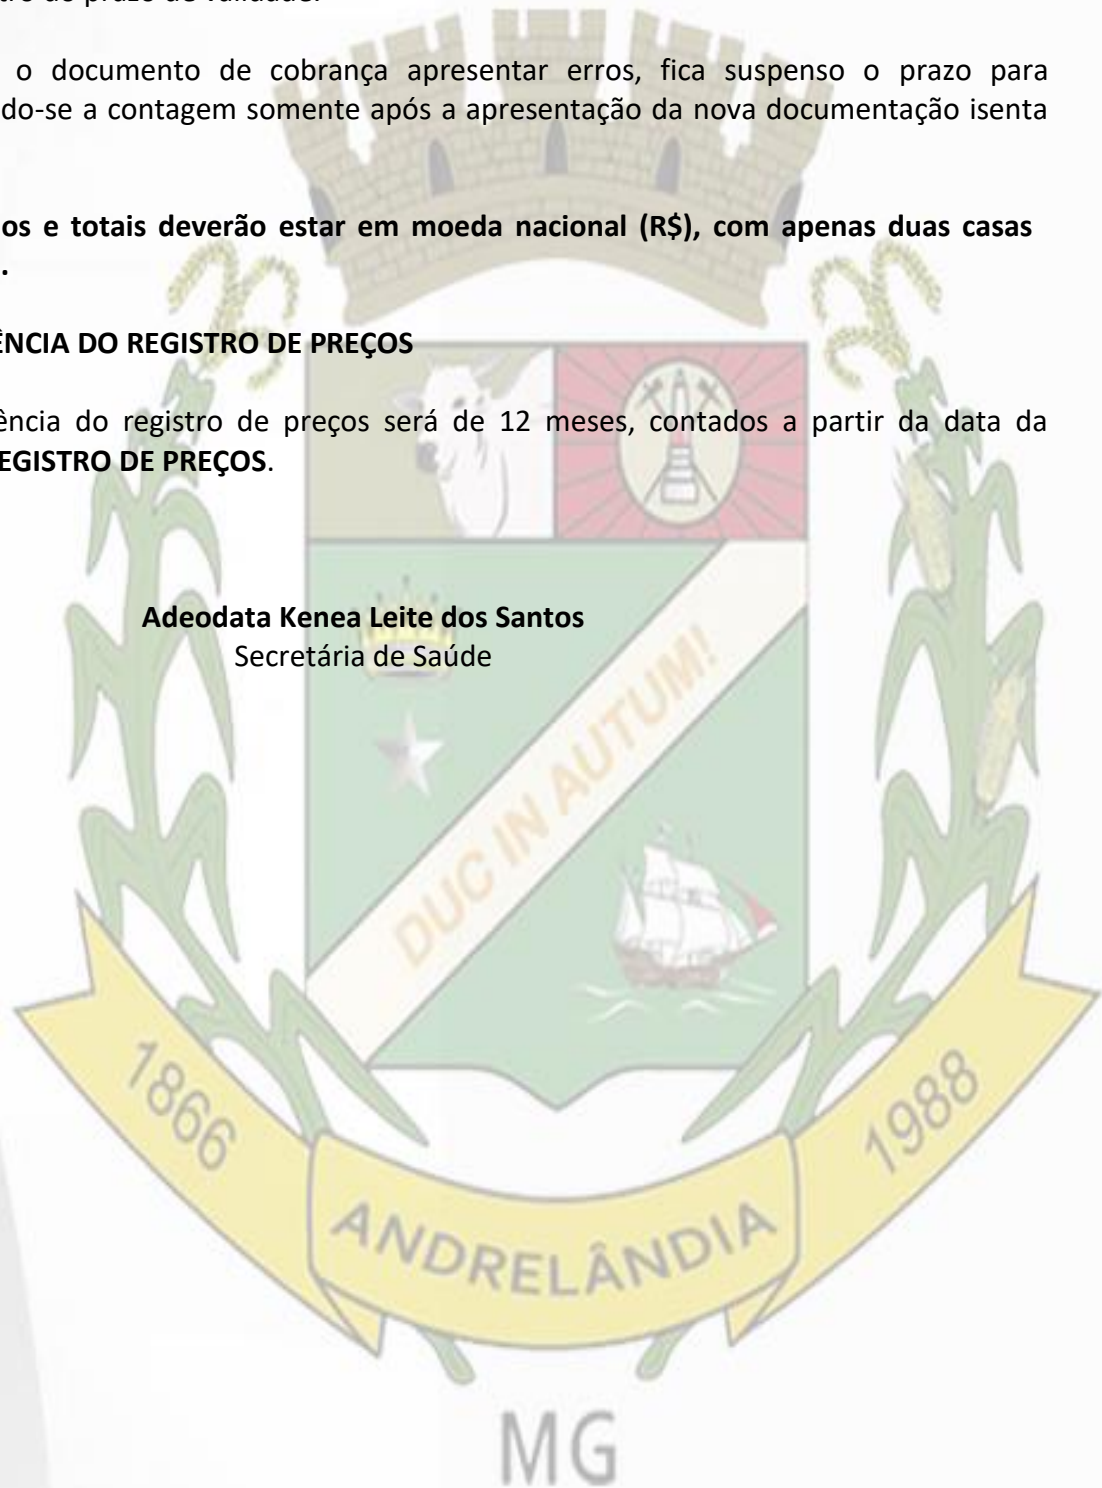 o documento de cobrança apresentar erros, fica suspenso o prazo para
do-se a contagem somente após a apresentação da nova documentação isenta
os e totais deverão estar em moeda nacional (R$), com apenas duas casas
.
ÊNCIA DO REGISTRO DE PREÇOS
ência do registro de preços será de 12 meses, contados a partir da data da
EGISTRO DE PREÇOS.
Adeodata Kenea Leite dos Santos
Secretária de Saúde
DUC IN AUTUM!
1866
1988
ANDRELÂNDIA
MG